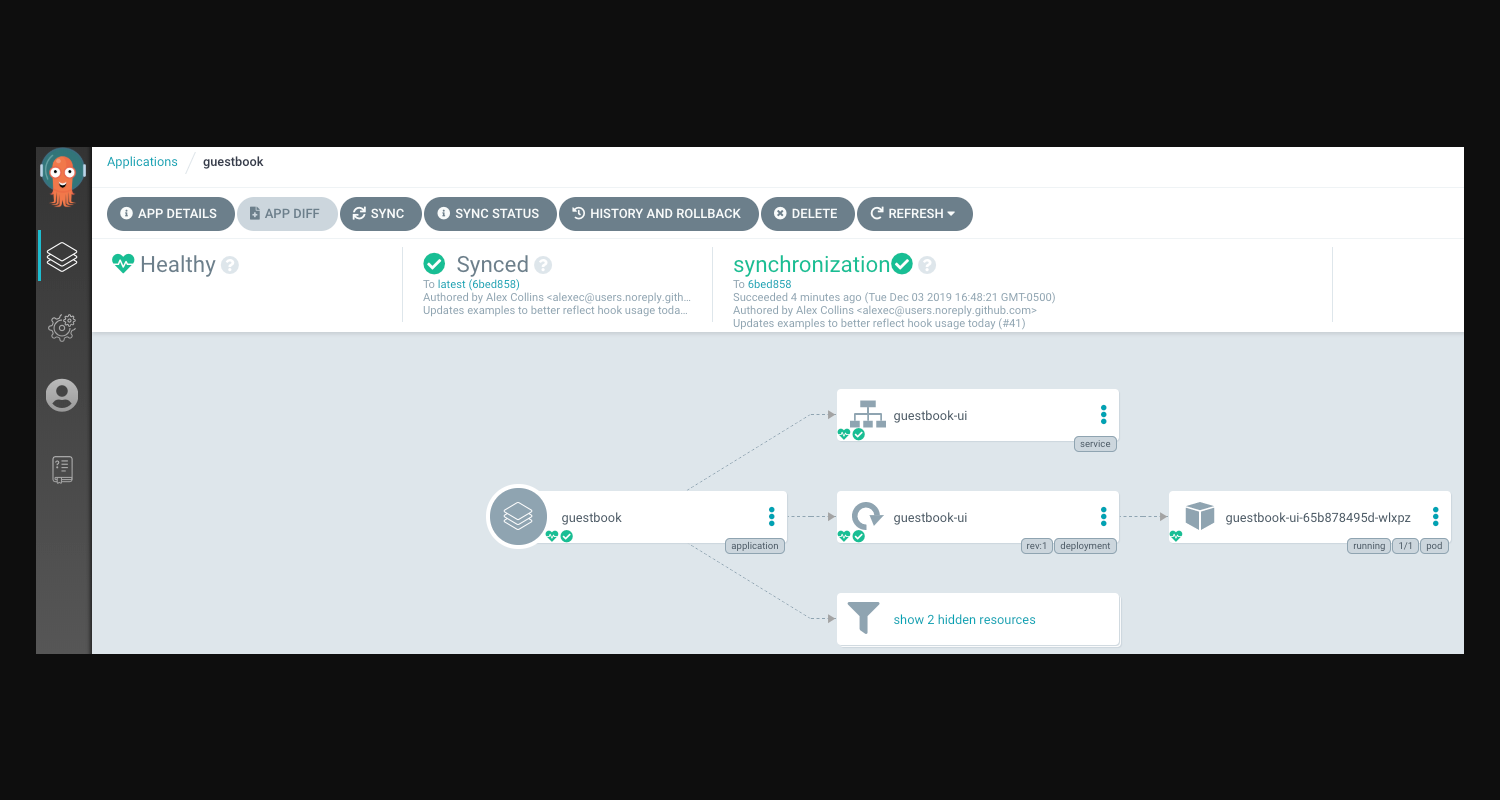 Applications / guestbook
APP DETAILS APP DIFF SYNC SYNC STATUS HISTORY AND ROLLBACK DELETE REFRESH
Healthy ?
Synced ?
To latest (6bed858)
Authored by Alex Collins <alexec@users.noreply.gith...
Updates examples to better reflect hook usage toda...
synchronization ?
To 6bed858
Succeeded 4 minutes ago (Tue Dec 03 2019 16:48:21 GMT-0500)
Authored by Alex Collins <alexec@users.noreply.github.com>
Updates examples to better reflect hook usage today (#41)
guestbook-ui
service
guestbook
application
guestbook-ui
rev:1 deployment
guestbook-ui-65b878495d-wlxpz
running 1/1 pod
show 2 hidden resources